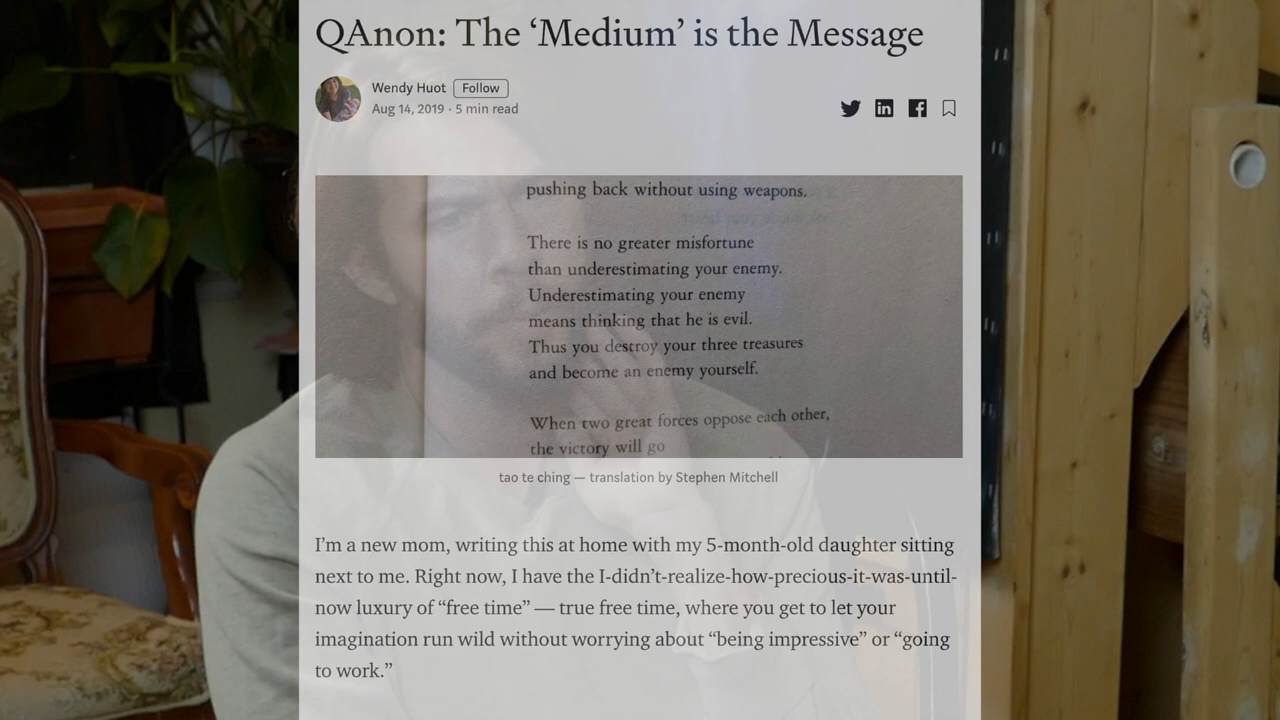 QAnon: The ‘Medium’ is the Message
Wendy Huot Follow
Aug 14, 2019 · 5 min read
pushing back without using weapons.
There is no greater misfortune
than underestimating your enemy.
Underestimating your enemy
means thinking that he is evil.
Thus you destroy your three treasures
and become an enemy yourself.
When two great forces oppose each other,
the victory will go
tao te ching — translation by Stephen Mitchell
I’m a new mom, writing this at home with my 5-month-old daughter sitting
next to me. Right now, I have the I-didn’t-realize-how-precious-it-was-until-
now luxury of “free time” — true free time, where you get to let your
imagination run wild without worrying about “being impressive” or “going
to work.”